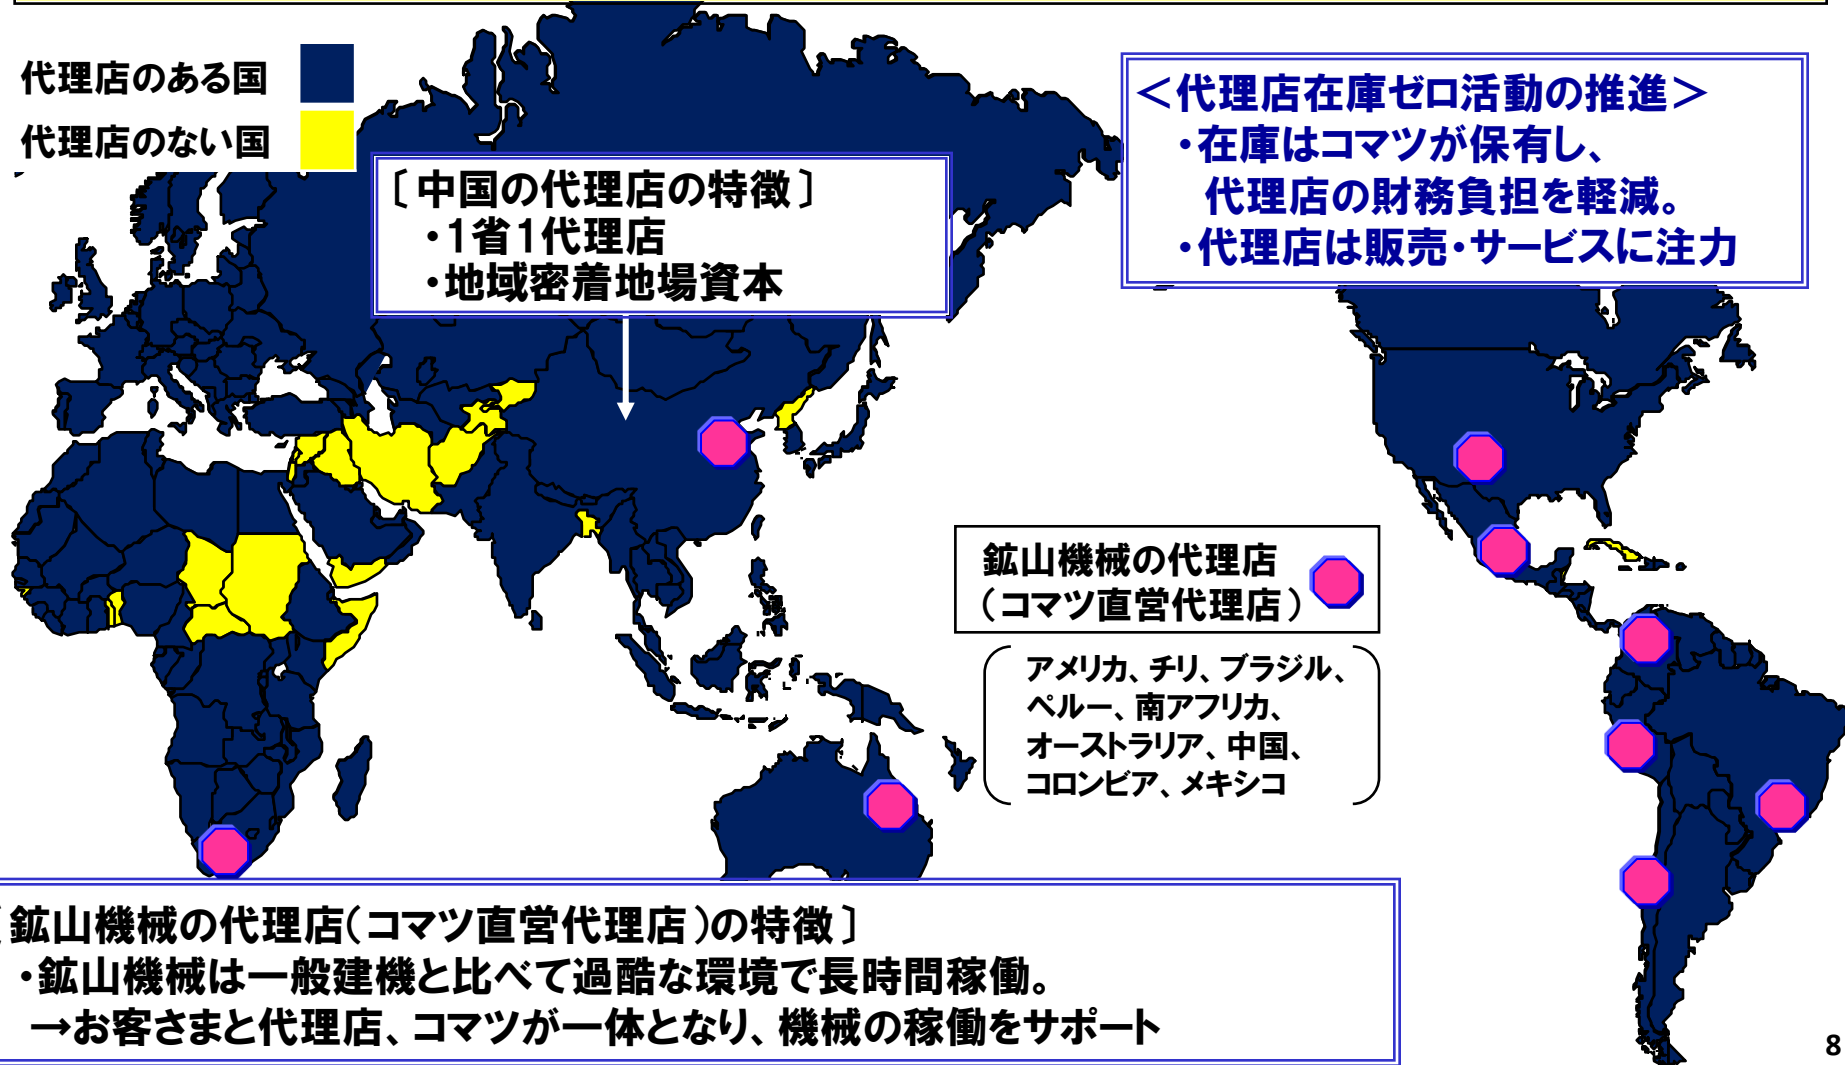 代理店のある国
代理店のない国
〔中国の代理店の特徴〕
・1省1代理店
・地域密着地場資本
＜代理店在庫ゼロ活動の推進＞
・在庫はコマツが保有し、
代理店の財務負担を軽減。
・代理店は販売・サービスに注力
鉱山機械の代理店
（コマツ直営代理店）
アメリカ、チリ、ブラジル、
ペルー、南アフリカ、
オーストラリア、中国、
コロンビア、メキシコ
〔鉱山機械の代理店（コマツ直営代理店）の特徴〕
・鉱山機械は一般建機と比べて過酷な環境で長時間稼働。
→お客さまと代理店、コマツが一体となり、機械の稼働をサポート
8